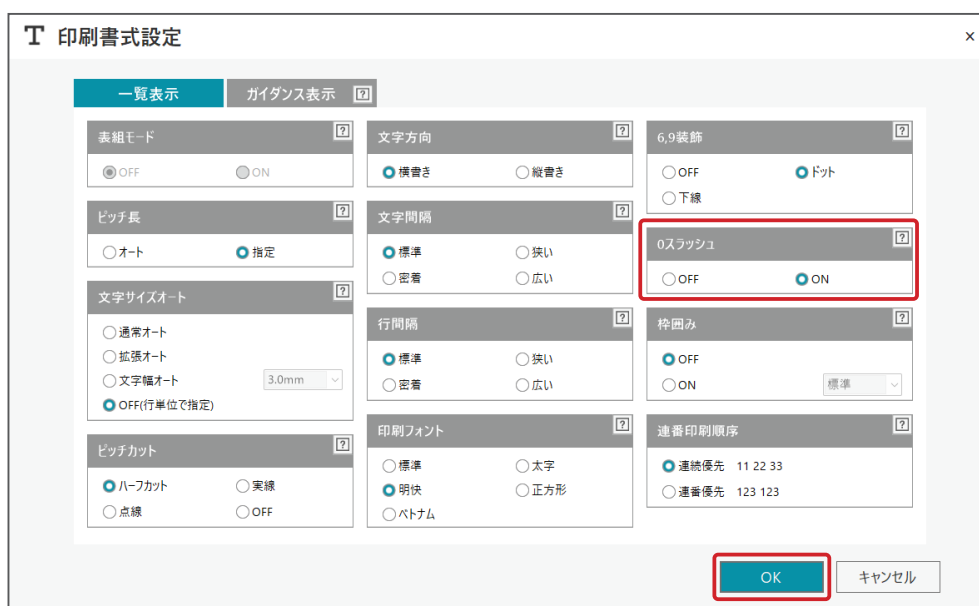 T 印刷書式設定
×
一覧表示
ガイダンス表示 ?
表組モード ?
OFF ON
ピッチ長 ?
オート 指定
文字サイズオート ?
通常オート
拡張オート
文字幅オート 3.0mm
OFF(行単位で指定)
ピッチカット ?
ハーフカット 実線
点線 OFF
文字方向 ?
横書き 縦書き
文字間隔 ?
標準 狭い
密着 広い
行間隔 ?
標準 狭い
密着 広い
印刷フォント ?
標準 太字
明快 正方形
ベトナム
6,9装飾 ?
OFF ドット
下線
0スラッシュ ?
OFF ON
枠囲み ?
OFF
ON 標準
連番印刷順序 ?
連続優先 11 22 33
連番優先 123 123
OK キャンセル